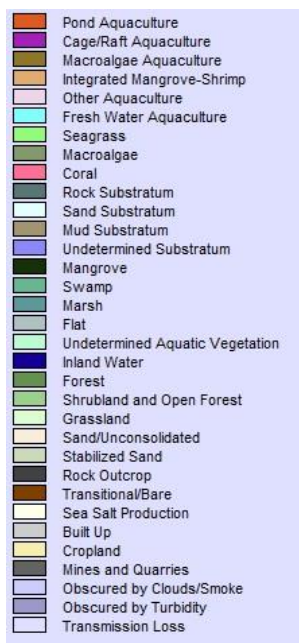 Pond Aquaculture
Cage/Raft Aquaculture
Macroalgae Aquaculture
Integrated Mangrove-Shrimp
Other Aquaculture
Fresh Water Aquaculture
Seagrass
Macroalgae
Coral
Rock Substratum
Sand Substratum
Mud Substratum
Undetermined Substratum
Mangrove
Swamp
Marsh
Flat
Undetermined Aquatic Vegetation
Inland Water
Forest
Shrubland and Open Forest
Grassland
Sand/Unconsolidated
Stabilized Sand
Rock Outcrop
Transitional/Bare
Sea Salt Production
Built Up
Cropland
Mines and Quarries
Obscured by Clouds/Smoke
Obscured by Turbidity
Transmission Loss